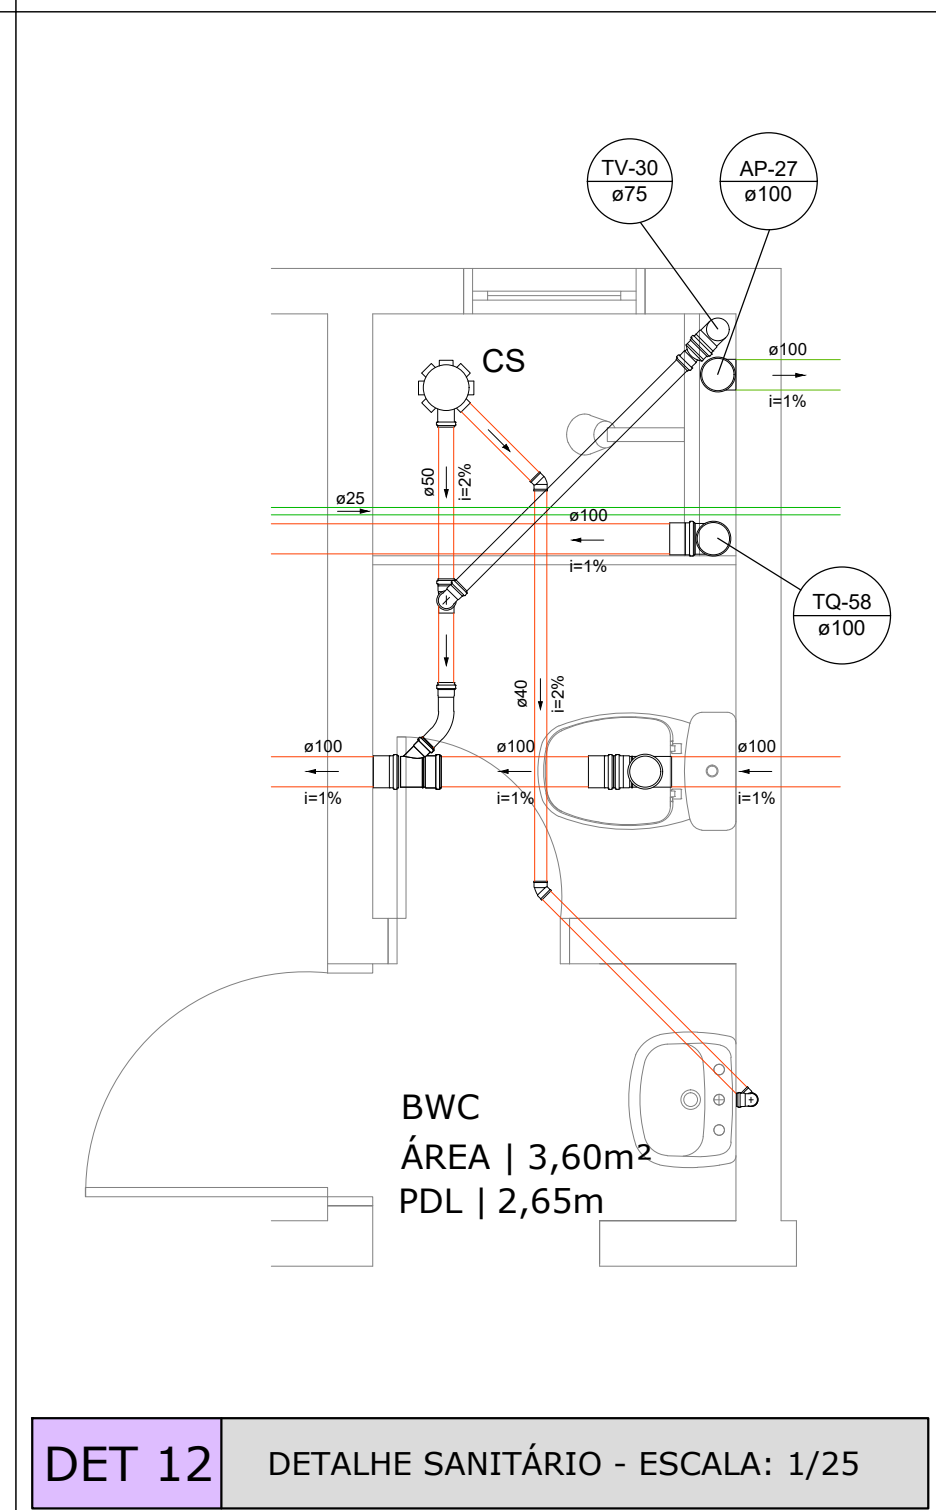 TV-30
ø75
AP-27
ø100
ø100
i=1%
CS
ø50
i=2%
ø25
ø100
i=1%
TQ-58
ø100
ø40
i=2%
ø100
i=1%
ø100
i=1%
ø100
i=1%
BWC
ÁREA | 3,60m²
PDL | 2,65m
DET 12
DETALHE SANITÁRIO - ESCALA: 1/25